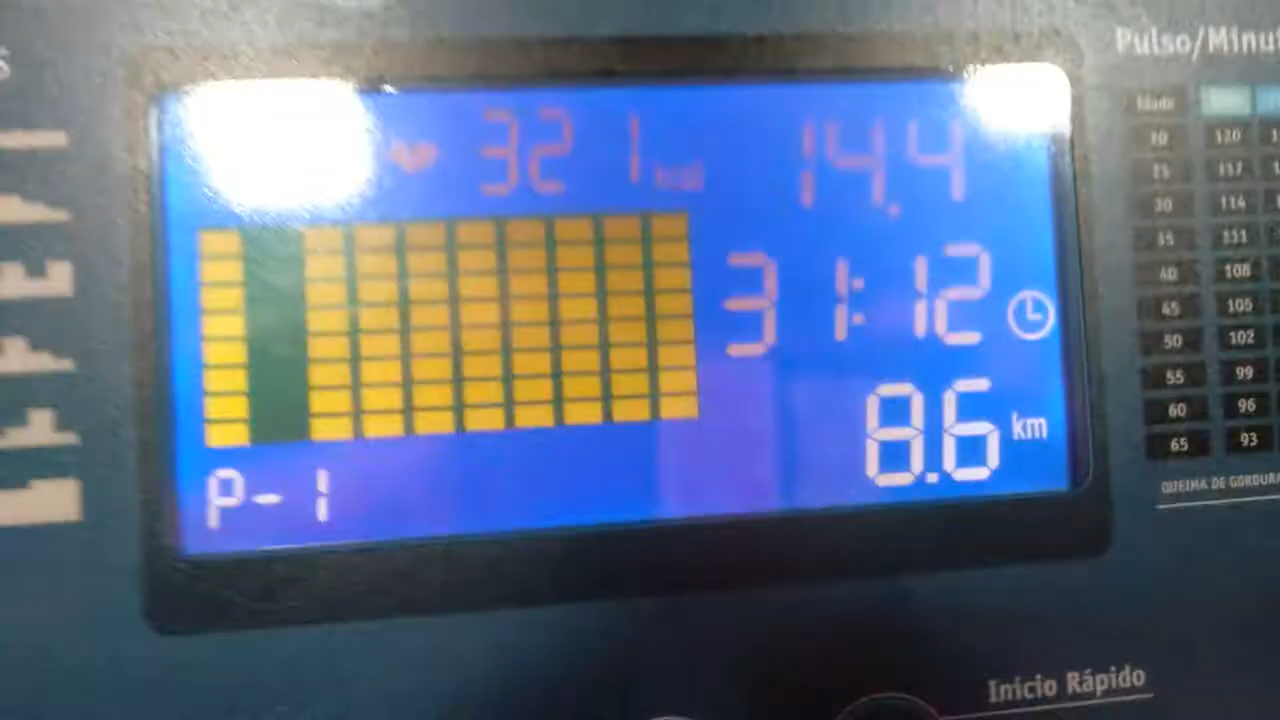 Pulso/Minut
321 kcal 14.4
31:12
8.6 km
P-1
Idade
20 120
25 117
30 114
35 111
40 108
45 105
50 102
55 99
60 96
65 93
QUEIMA DE GORDURA
Início Rápido